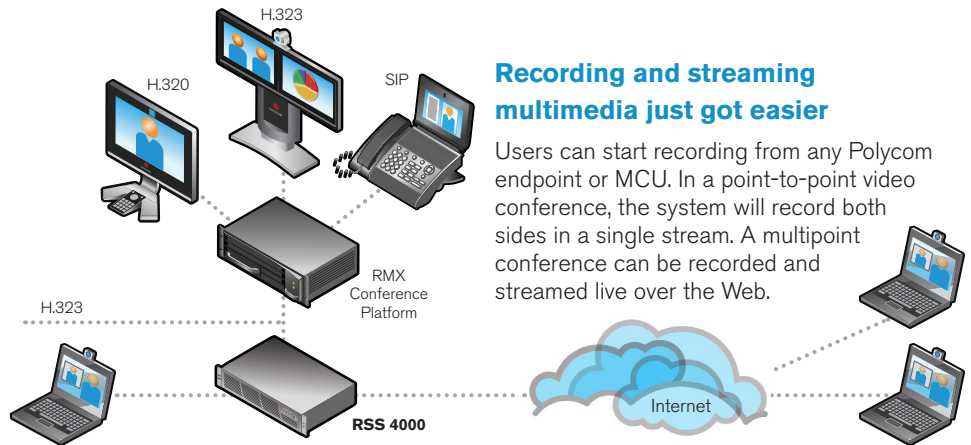 H.323
H.320
SIP
Recording and streaming
multimedia just got easier
Users can start recording from any Polycom
endpoint or MCU. In a point-to-point video
conference, the system will record both
sides in a single stream. A multipoint
conference can be recorded and
streamed live over the Web.
RMX
Conference
Platform
H.323
RSS 4000
Internet